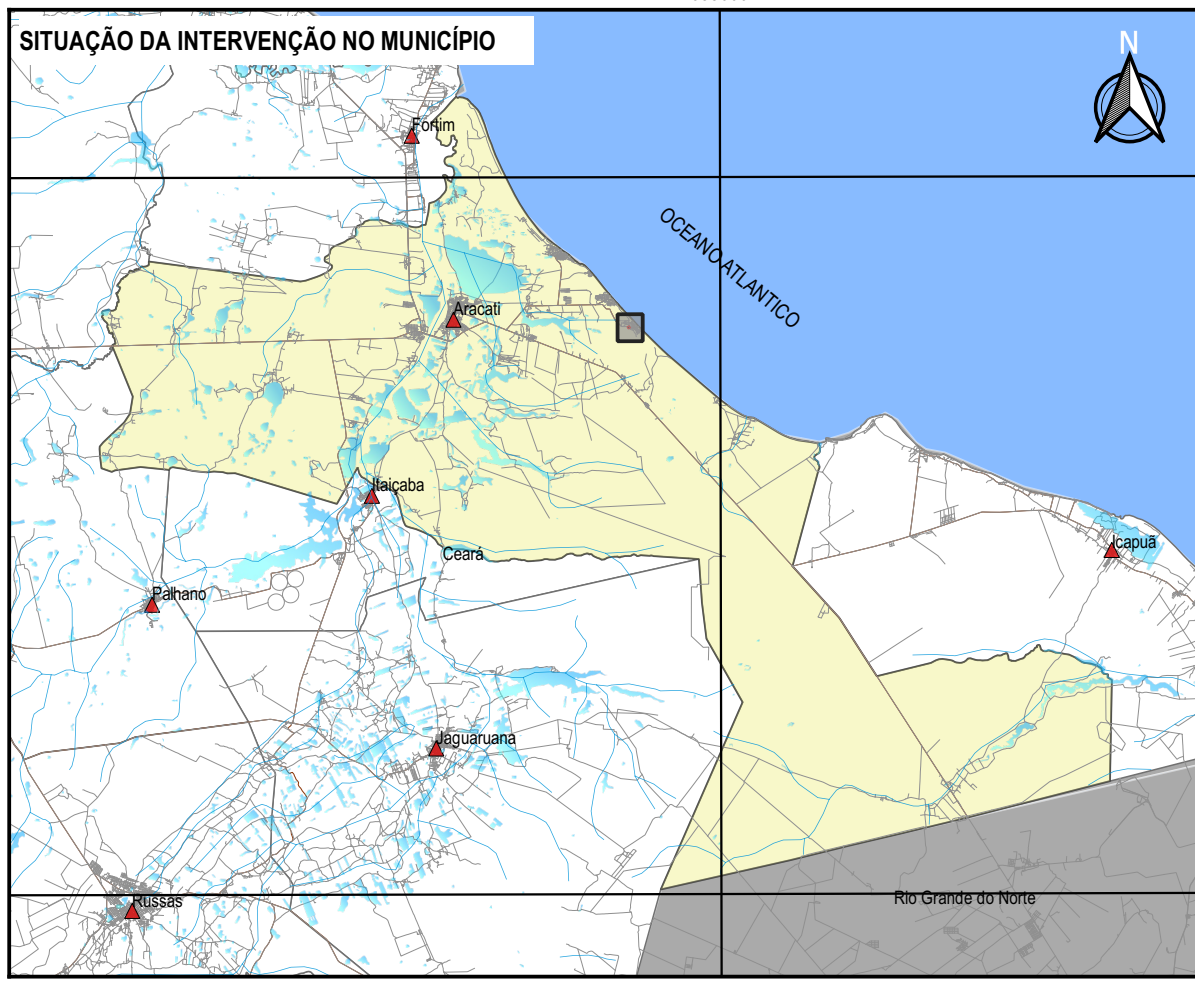 SITUAÇÃO DA INTERVENÇÃO NO MUNICÍPIO
N
Fortim
OCEANO ATLANTICO
Aracati
Itaiçaba
Ceará
Icapuã
Palhano
Jaguaruana
Russas
Rio Grande do Norte